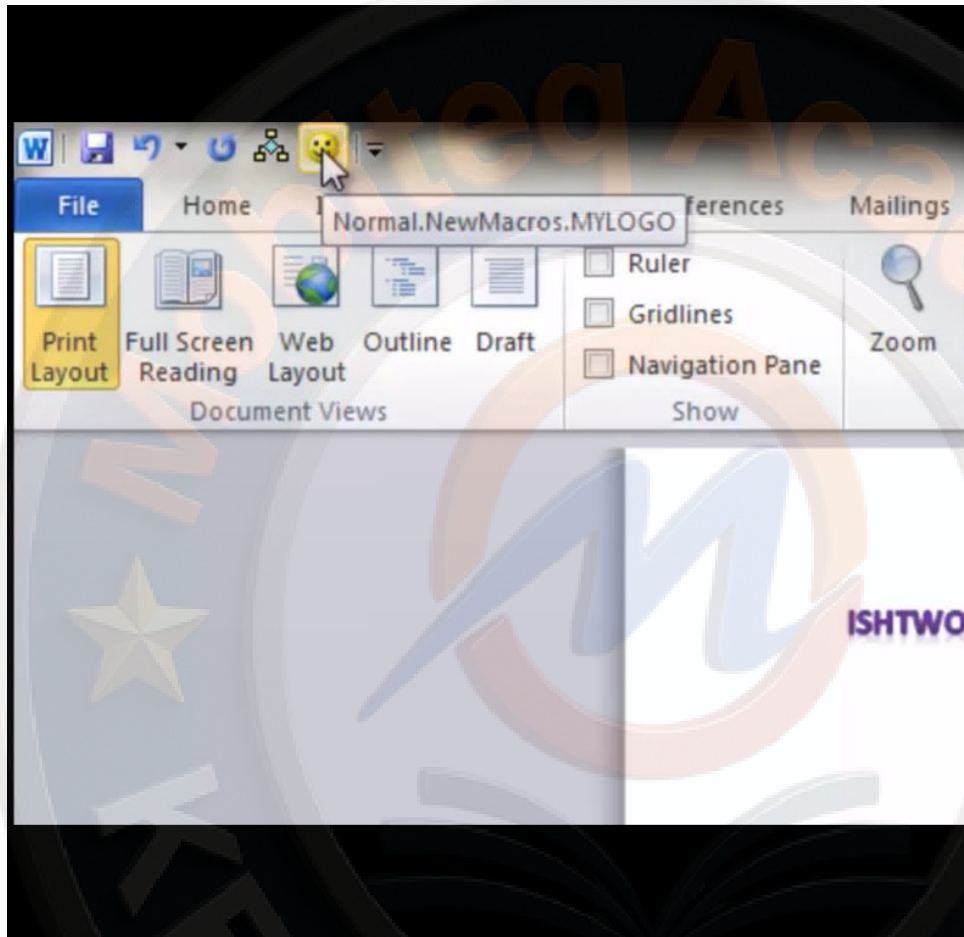 W
File Home I ferences Mailings
Normal.NewMacros.MYLOGO
Print Layout
Full Screen Reading
Web Layout
Outline
Draft
Ruler
Gridlines
Navigation Pane
Zoom
Document Views
Show
ISHTWO